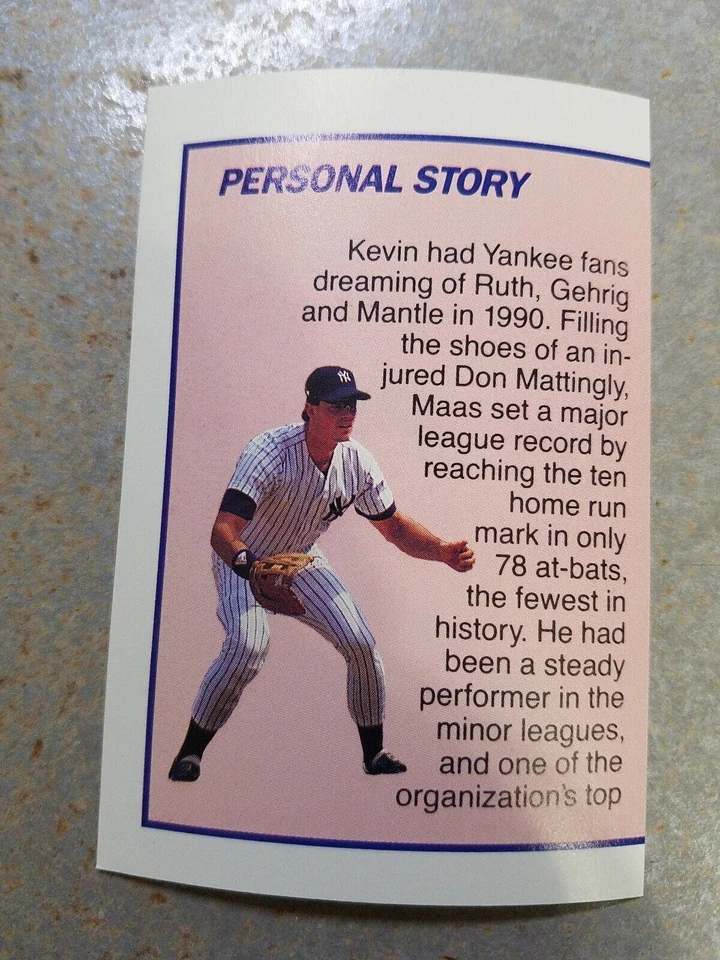 PERSONAL STORY
Kevin had Yankee fans
dreaming of Ruth, Gehrig
and Mantle in 1990. Filling
the shoes of an in-
jured Don Mattingly,
Maas set a major
league record by
reaching the ten
home run
mark in only
78 at-bats,
the fewest in
history. He had
been a steady
performer in the
minor leagues,
and one of the
organization's top
NY